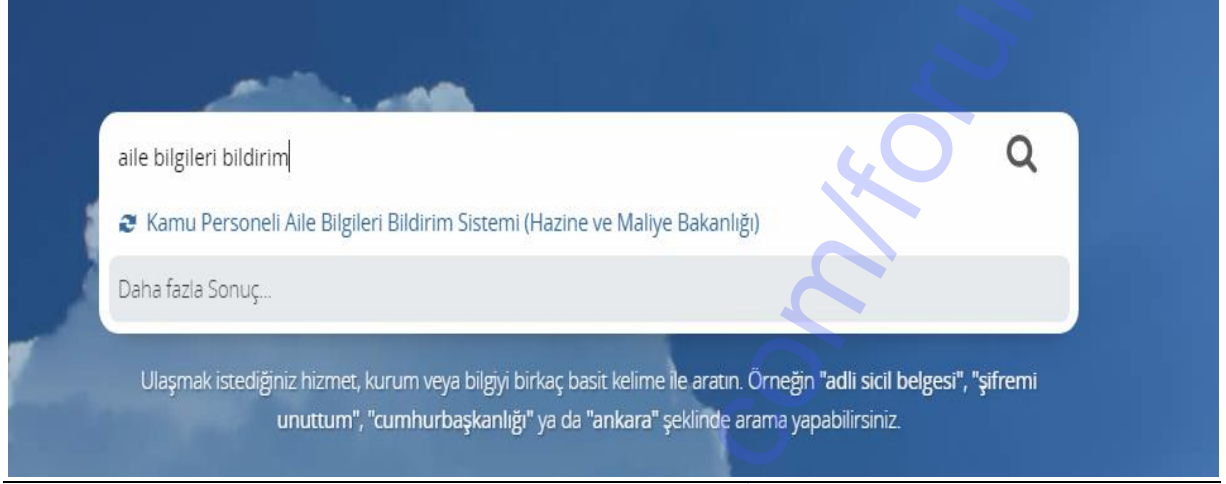 aile bilgileri bildirim
Kamu Personeli Aile Bilgileri Bildirim Sistemi (Hazine ve Maliye Bakanlığı)
Daha fazla Sonuç...
Ulaşmak istediğiniz hizmet, kurum veya bilgiyi birkaç basit kelime ile aratın. Örneğin "adli sicil belgesi", "şifremi
unuttum", "cumhurbaşkanlığı" ya da "ankara" şeklinde arama yapabilirsiniz.
com/foru